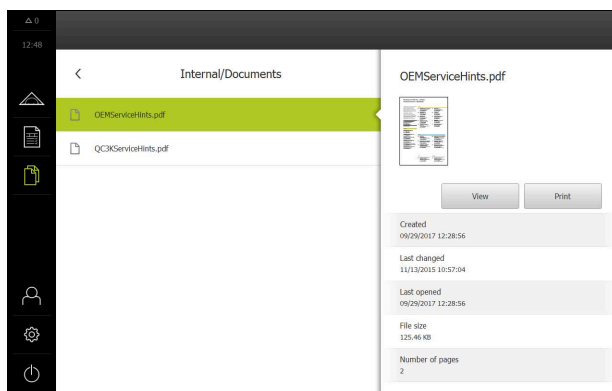 0
12:48
Internal/Documents
OEMServiceHints.pdf
QC3KServiceHints.pdf
OEMServiceHints.pdf
View
Print
Created
09/29/2017 12:28:56
Last changed
11/13/2015 10:57:04
Last opened
09/29/2017 12:28:56
File size
125.46 KB
Number of pages
2